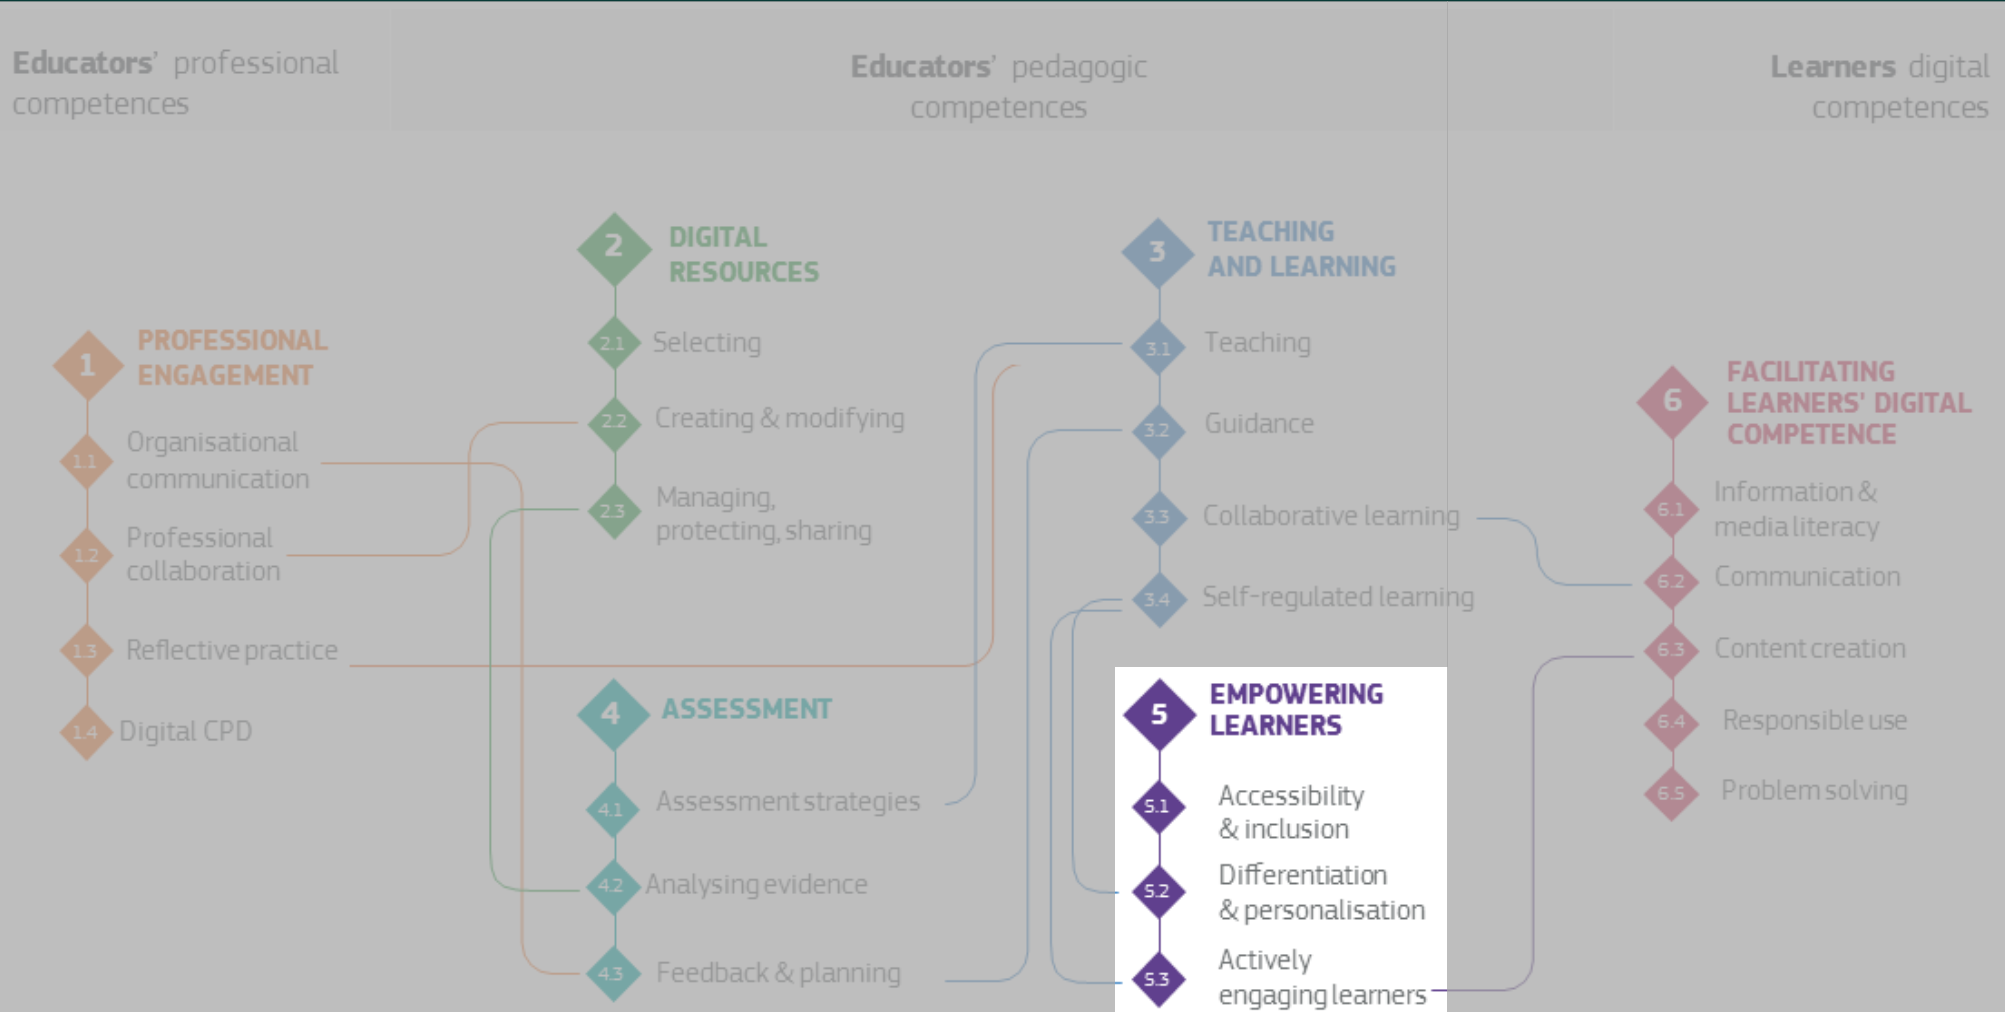 Educators' professional
competences
Educators' pedagogic
competences
Learners digital
competences
1
PROFESSIONAL
ENGAGEMENT
1.1
Organisational
communication
1.2
Professional
collaboration
1.3
Reflective practice
1.4
Digital CPD
2
DIGITAL
RESOURCES
2.1
Selecting
2.2
Creating & modifying
2.3
Managing,
protecting, sharing
3
TEACHING
AND LEARNING
3.1
Teaching
3.2
Guidance
3.3
Collaborative learning
3.4
Self-regulated learning
4
ASSESSMENT
4.1
Assessment strategies
4.2
Analysing evidence
4.3
Feedback & planning
5
EMPOWERING
LEARNERS
5.1
Accessibility
& inclusion
5.2
Differentiation
& personalisation
5.3
Actively
engaging learners
6
FACILITATING
LEARNERS' DIGITAL
COMPETENCE
6.1
Information &
media literacy
6.2
Communication
6.3
Content creation
6.4
Responsible use
6.5
Problem solving